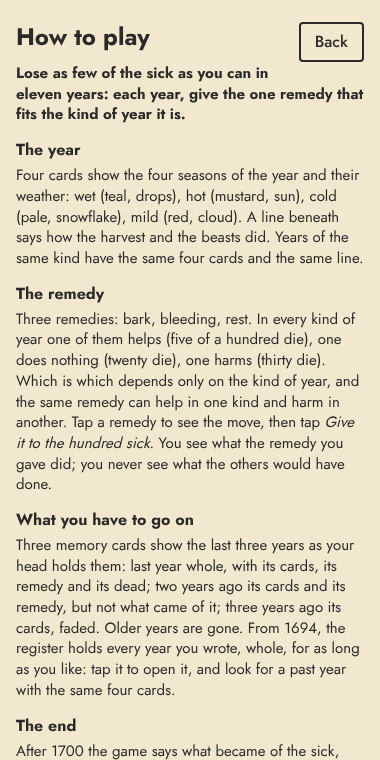 How to play
Back
Lose as few of the sick as you can in
eleven years: each year, give the one remedy that
fits the kind of year it is.
The year
Four cards show the four seasons of the year and their
weather: wet (teal, drops), hot (mustard, sun), cold
(pale, snowflake), mild (red, cloud). A line beneath
says how the harvest and the beasts did. Years of the
same kind have the same four cards and the same line.
The remedy
Three remedies: bark, bleeding, rest. In every kind of
year one of them helps (five of a hundred die), one
does nothing (twenty die), one harms (thirty die).
Which is which depends only on the kind of year, and
the same remedy can help in one kind and harm in
another. Tap a remedy to see the move, then tap Give
it to the hundred sick. You see what the remedy you
gave did; you never see what the others would have
done.
What you have to go on
Three memory cards show the last three years as your
head holds them: last year whole, with its cards, its
remedy and its dead; two years ago its cards and its
remedy, but not what came of it; three years ago its
cards, faded. Older years are gone. From 1694, the
register holds every year you wrote, whole, for as long
as you like: tap it to open it, and look for a past year
with the same four cards.
The end
After 1700 the game says what became of the sick,